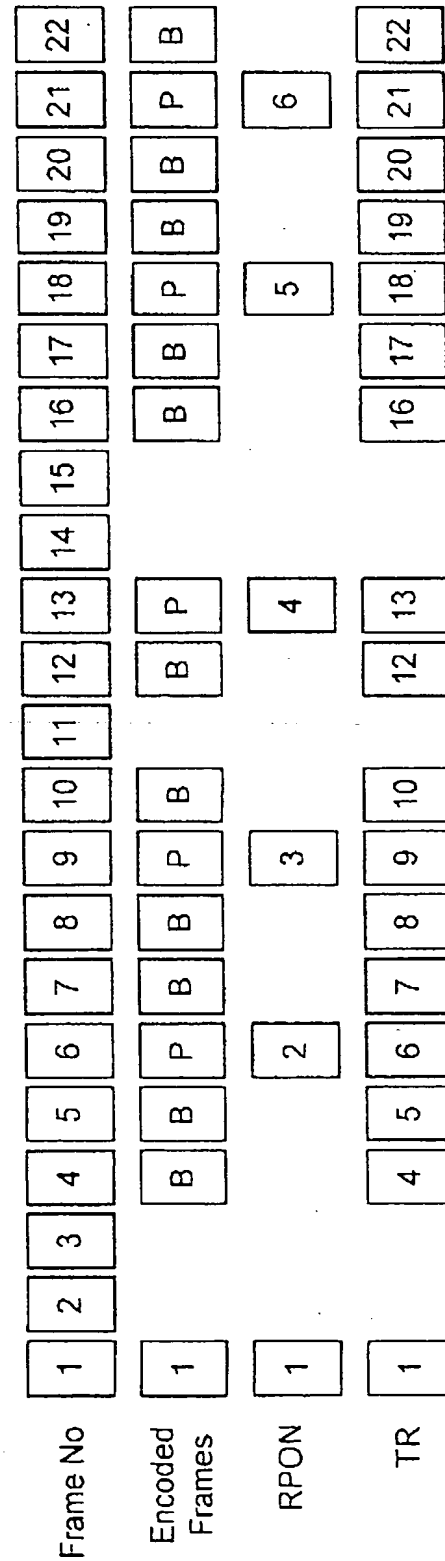 Frame No 1 2 3 4 5 6 7 8 9 10 11 12 13 14 15 16 17 18 19 20 21 22
Encoded
Frames
1 B B P B B P B B P B B P B B P B
RPON 1 2 3 4 5 6
TR 1 4 5 6 7 8 9 10 12 13 16 17 18 19 20 21 22